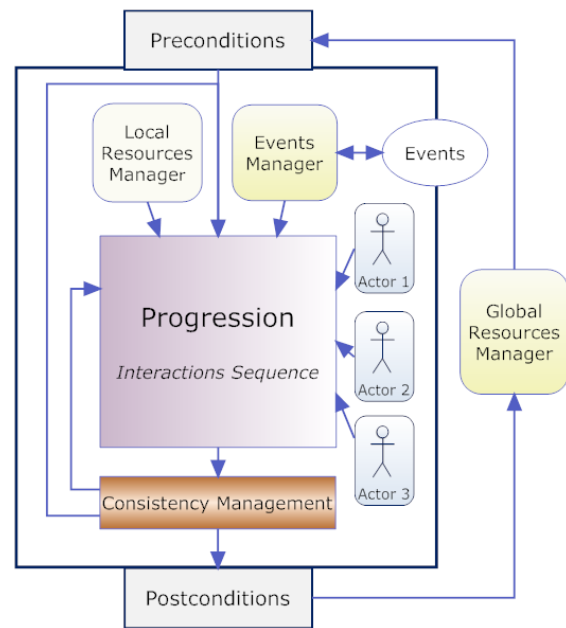 Preconditions
Local
Resources
Manager
Events
Manager
Events
Actor 1
Progression
Interactions Sequence
Global
Resources
Manager
Actor 2
Actor 3
Consistency Management
Postconditions